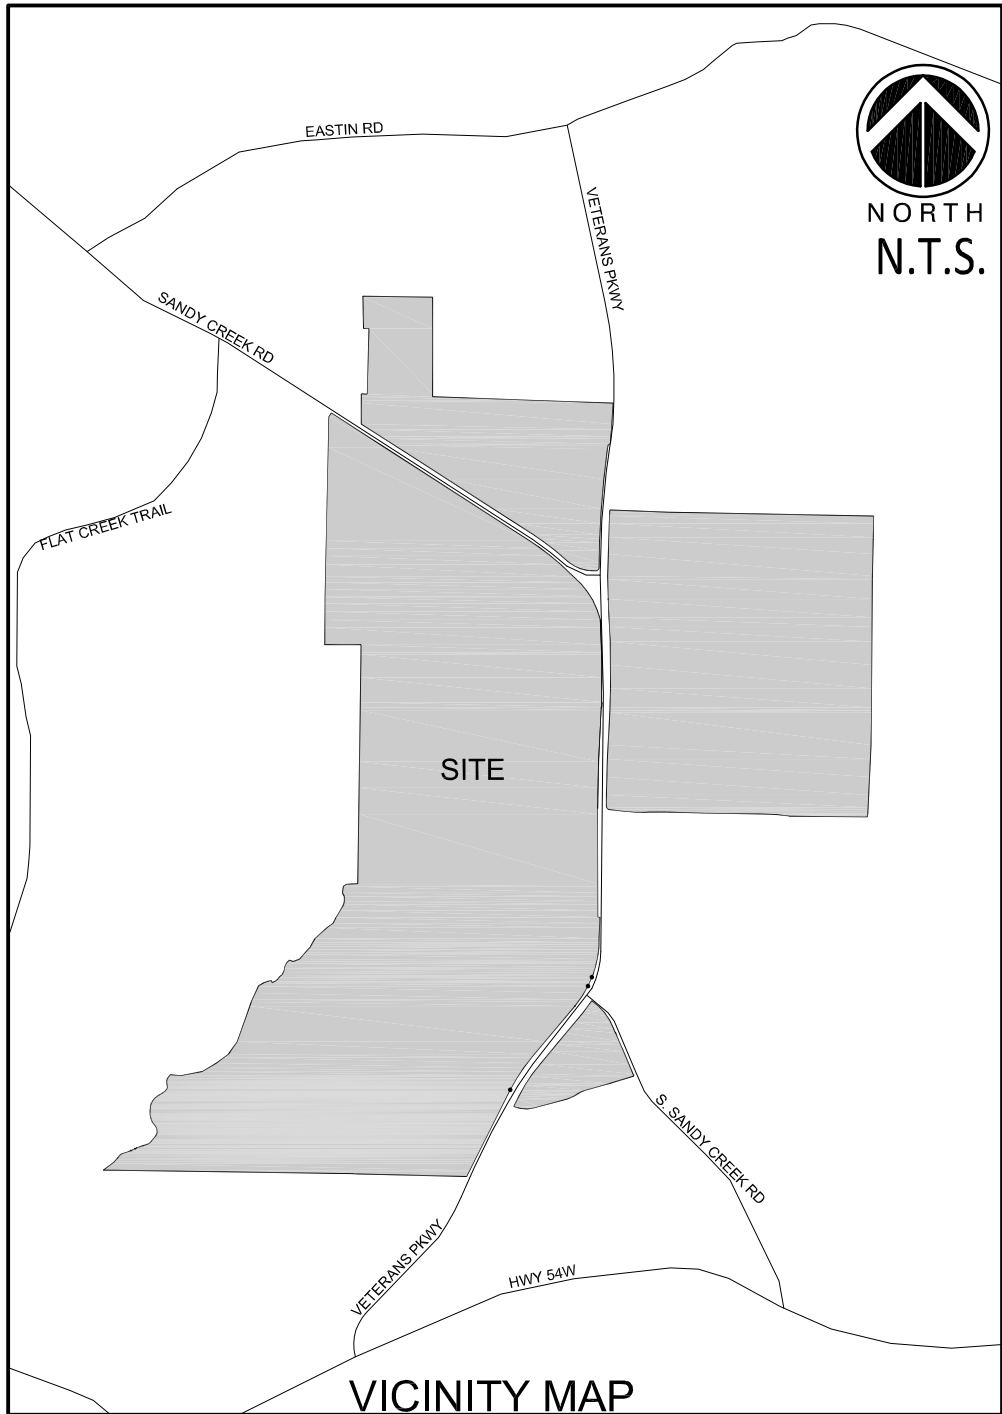 EASTIN RD
VETERANS PKWY
NORTH
N.T.S.
SANDY CREEK RD
FLAT CREEK TRAIL
SITE
S. SANDY CREEK RD
VETERANS PKWY
HWY 54W
VICINITY MAP